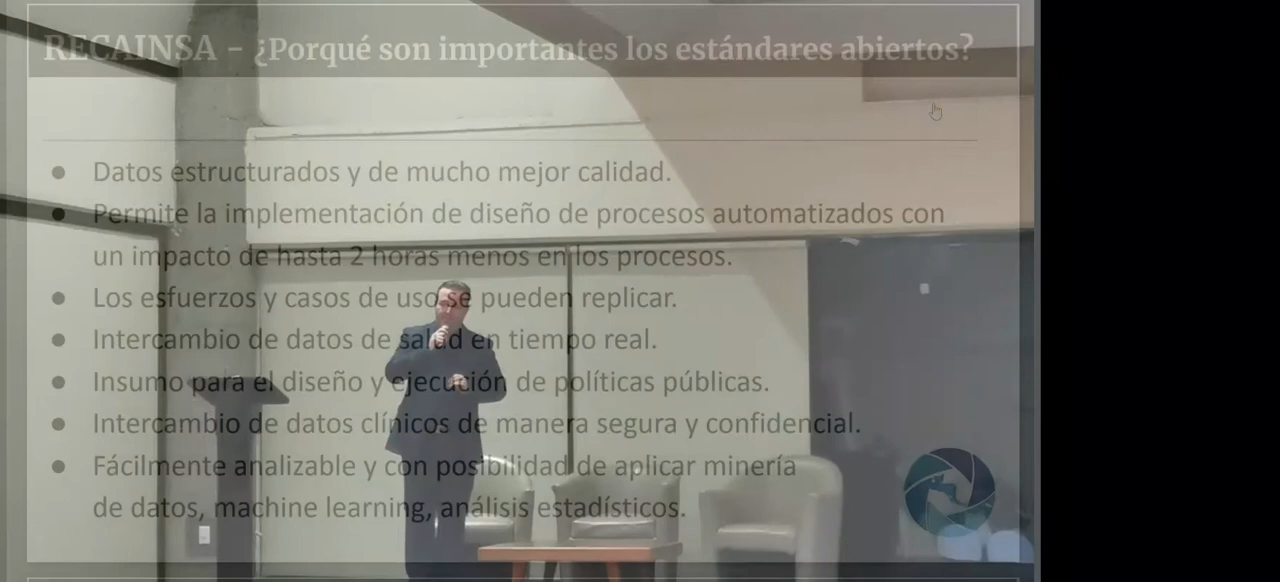 RECAINSA - ¿Porqué son importantes los estándares abiertos?
● Datos estructurados y de mucho mejor calidad.
● Permite la implementación de diseño de procesos automatizados con
un impacto de hasta 2 horas menos en los procesos.
● Los esfuerzos y casos de uso se pueden replicar.
● Intercambio de datos de salud en tiempo real.
● Insumo para el diseño y ejecución de políticas públicas.
● Intercambio de datos clínicos de manera segura y confidencial.
● Fácilmente analizable y con posibilidad de aplicar minería
de datos, machine learning, análisis estadísticos.